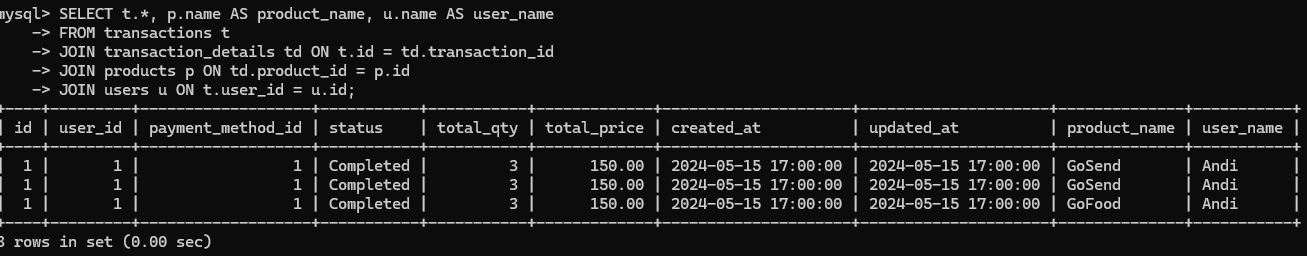 mysql> SELECT t.*, p.name AS product_name, u.name AS user_name
    -> FROM transactions t
    -> JOIN transaction_details td ON t.id = td.transaction_id
    -> JOIN products p ON td.product_id = p.id
    -> JOIN users u ON t.user_id = u.id;
+----+---------+-------------------+-----------+-----------+-------------+---------------------+---------------------+--------------+-----------+
| id | user_id | payment_method_id | status    | total_qty | total_price | created_at          | updated_at          | product_name | user_name |
+----+---------+-------------------+-----------+-----------+-------------+---------------------+---------------------+--------------+-----------+
|  1 |       1 |                 1 | Completed |         3 |      150.00 | 2024-05-15 17:00:00 | 2024-05-15 17:00:00 | GoSend       | Andi      |
|  1 |       1 |                 1 | Completed |         3 |      150.00 | 2024-05-15 17:00:00 | 2024-05-15 17:00:00 | GoSend       | Andi      |
|  1 |       1 |                 1 | Completed |         3 |      150.00 | 2024-05-15 17:00:00 | 2024-05-15 17:00:00 | GoFood       | Andi      |
+----+---------+-------------------+-----------+-----------+-------------+---------------------+---------------------+--------------+-----------+
3 rows in set (0.00 sec)